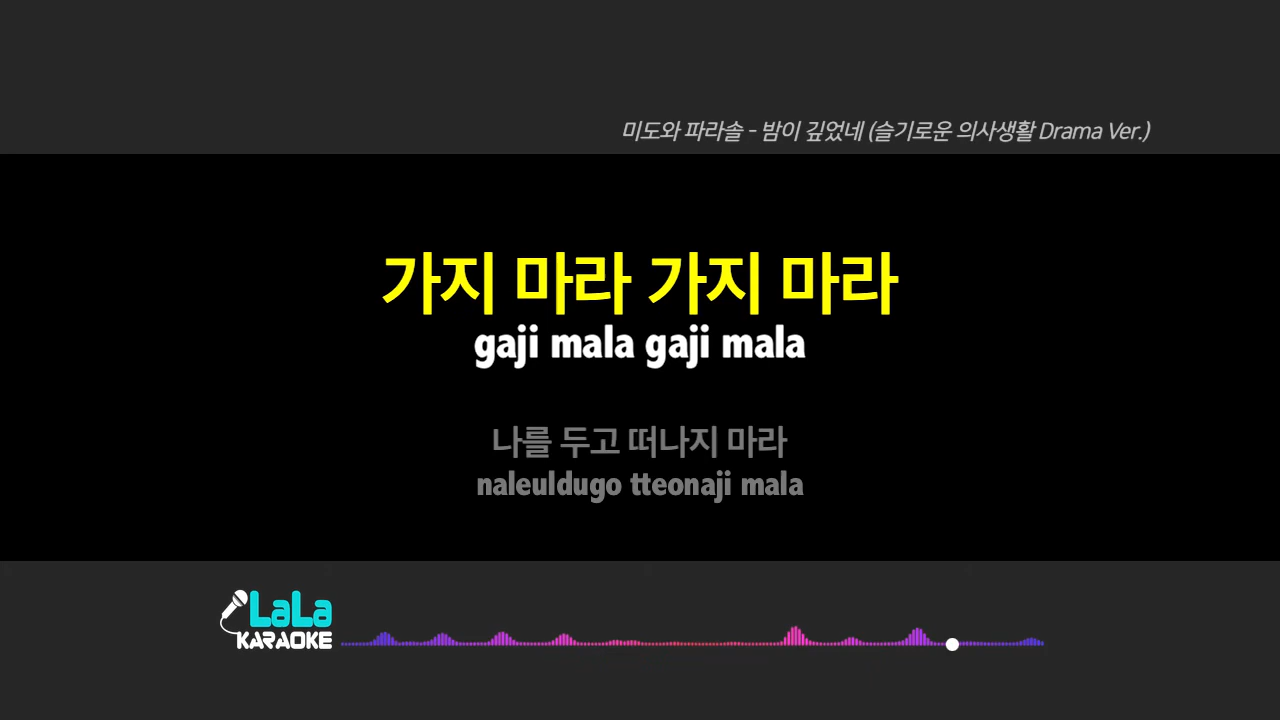 미도와 파라솔 - 밤이 깊었네 (슬기로운 의사생활 Drama Ver.)
가지 마라 가지 마라
gaji mala gaji mala
나를 두고 떠나지 마라
naleuldugo tteonaji mala
LaLa
KARAOKE